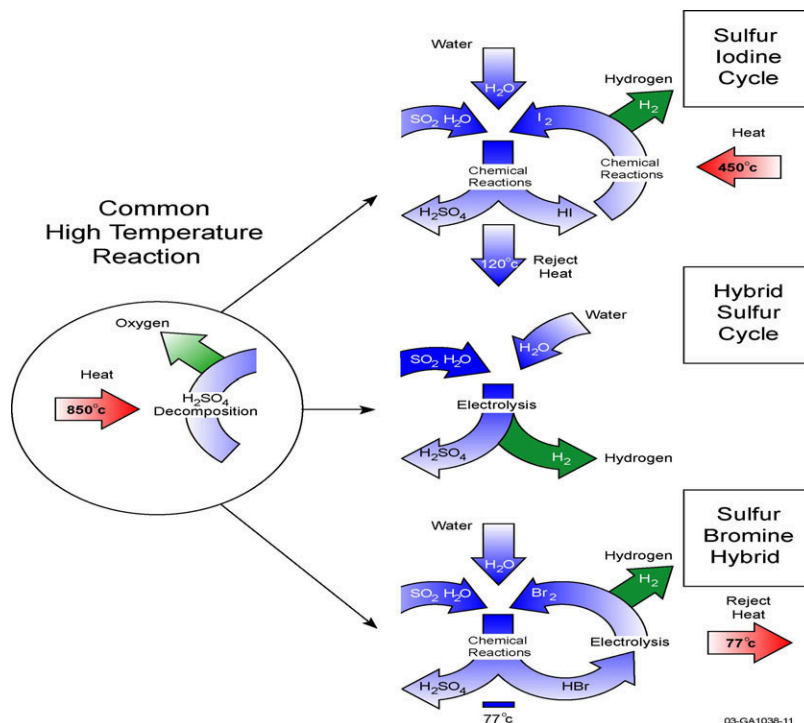 Common
High Temperature
Reaction
Oxygen
Heat
850°c
H2SO4
Decomposition
Sulfur
Iodine
Cycle
Water
H2O
SO2 H2O
I2
Hydrogen
H2
Heat
450°c
Chemical
Reactions
Chemical
Reactions
H2SO4
HI
120°c
Reject
Heat
Hybrid
Sulfur
Cycle
Water
H2O
SO2 H2O
Electrolysis
H2SO4
H2
Hydrogen
Sulfur
Bromine
Hybrid
Water
H2O
SO2 H2O
Br2
Hydrogen
H2
Reject
Heat
77°c
Chemical
Reactions
Electrolysis
H2SO4
HBr
77°c
03-GA1038-11